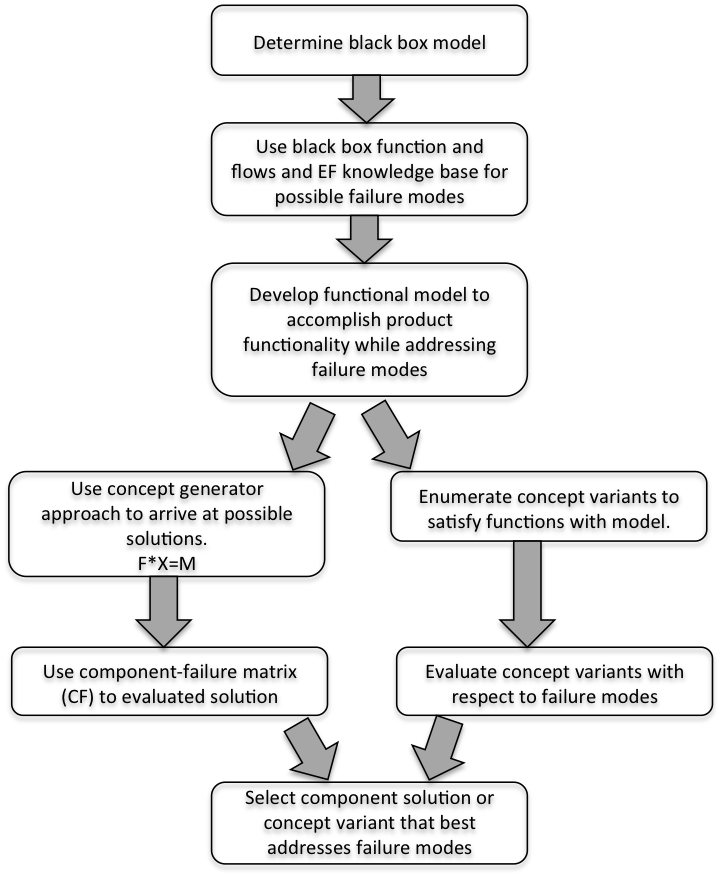 Determine black box model
Use black box function and
flows and EF knowledge base for
possible failure modes
Develop functional model to
accomplish product
functionality while addressing
failure modes
Use concept generator
approach to arrive at possible
solutions.
F*X=M
Enumerate concept variants to
satisfy functions with model.
Use component-failure matrix
(CF) to evaluated solution
Evaluate concept variants with
respect to failure modes
Select component solution or
concept variant that best
addresses failure modes